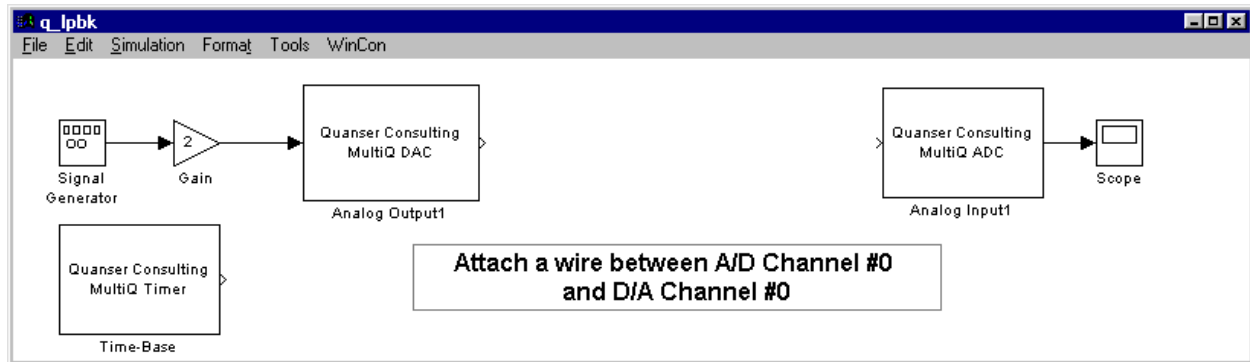 q_lpbk
File Edit Simulation Format Tools WinCon
Quanser Consulting
MultiQ DAC
Quanser Consulting
MultiQ ADC
2
Signal
Generator
Gain
Analog Output1
Analog Input1
Scope
Quanser Consulting
MultiQ Timer
Time-Base
Attach a wire between A/D Channel #0
and D/A Channel #0